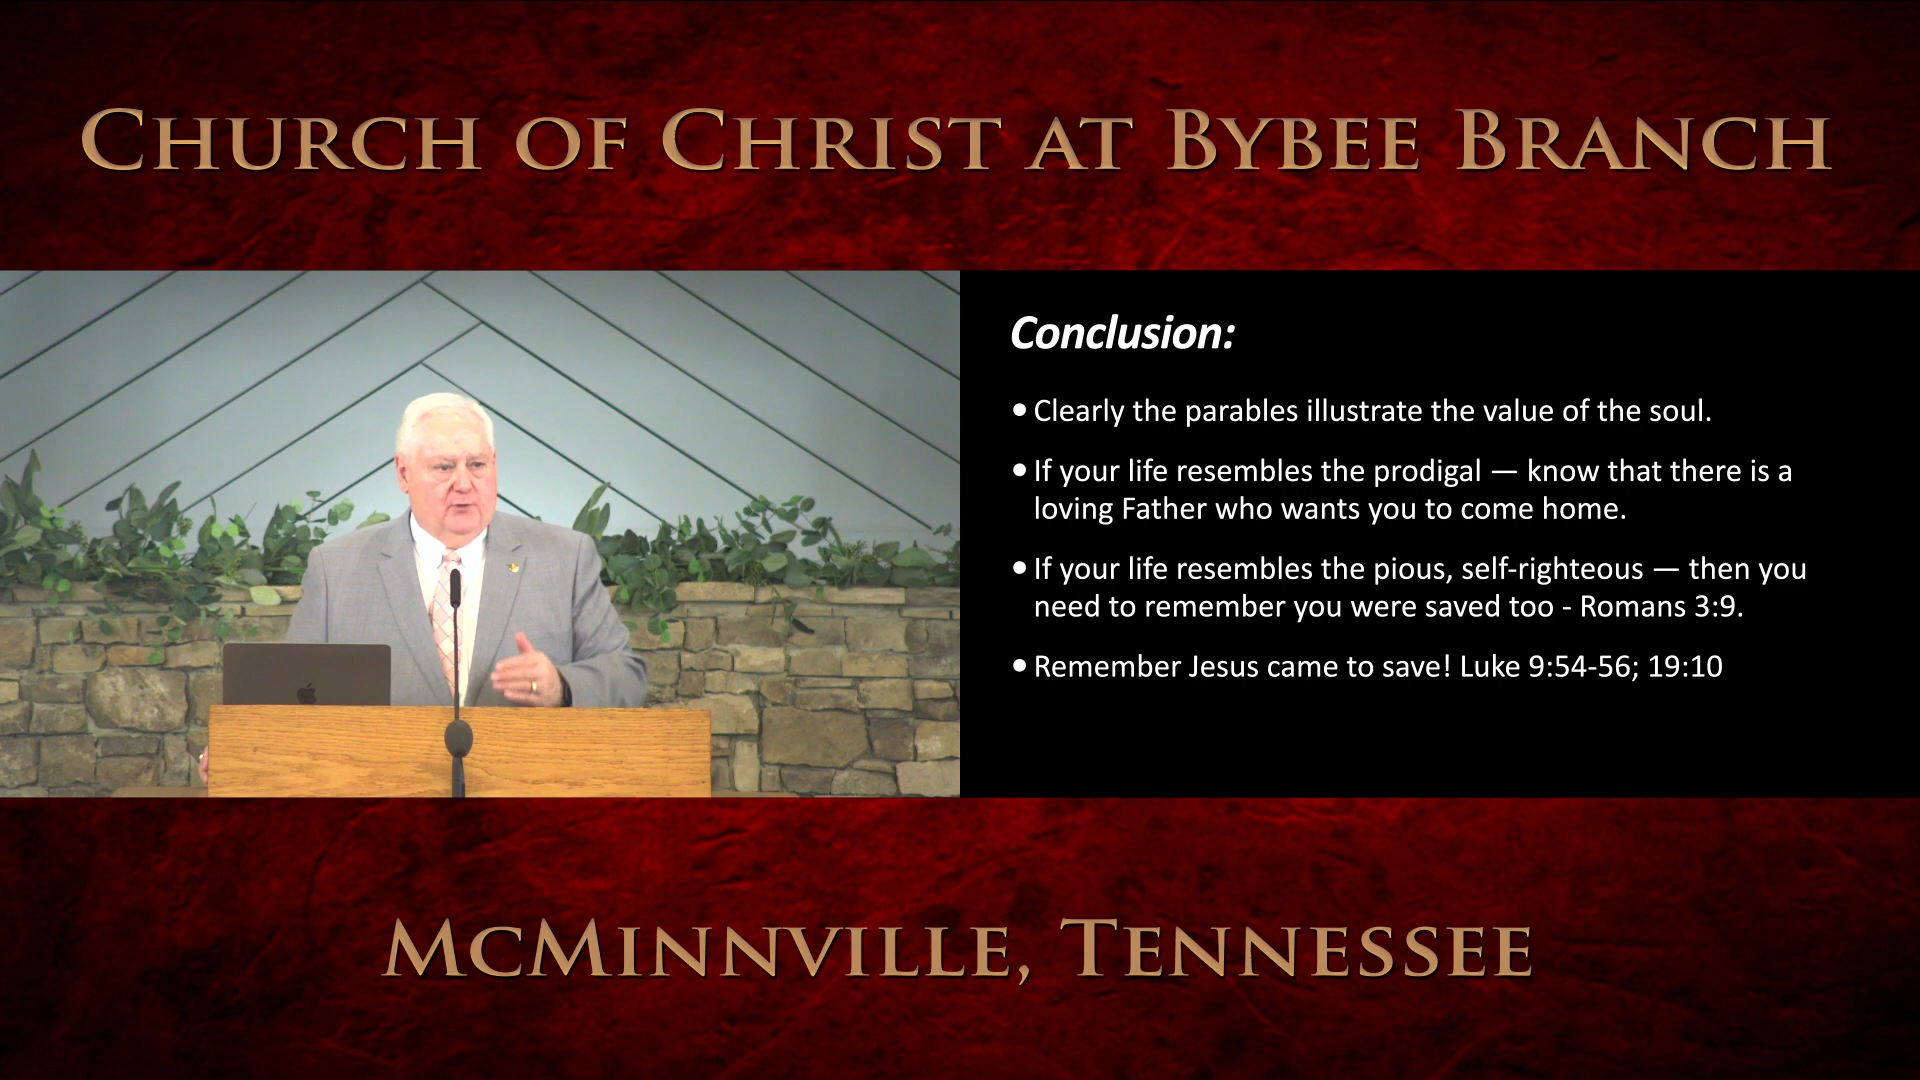 Church of Christ at Bybee Branch
Conclusion:
• Clearly the parables illustrate the value of the soul.
• If your life resembles the prodigal — know that there is a
loving Father who wants you to come home.
• If your life resembles the pious, self-righteous — then you
need to remember you were saved too - Romans 3:9.
• Remember Jesus came to save! Luke 9:54-56; 19:10
McMinnville, Tennessee